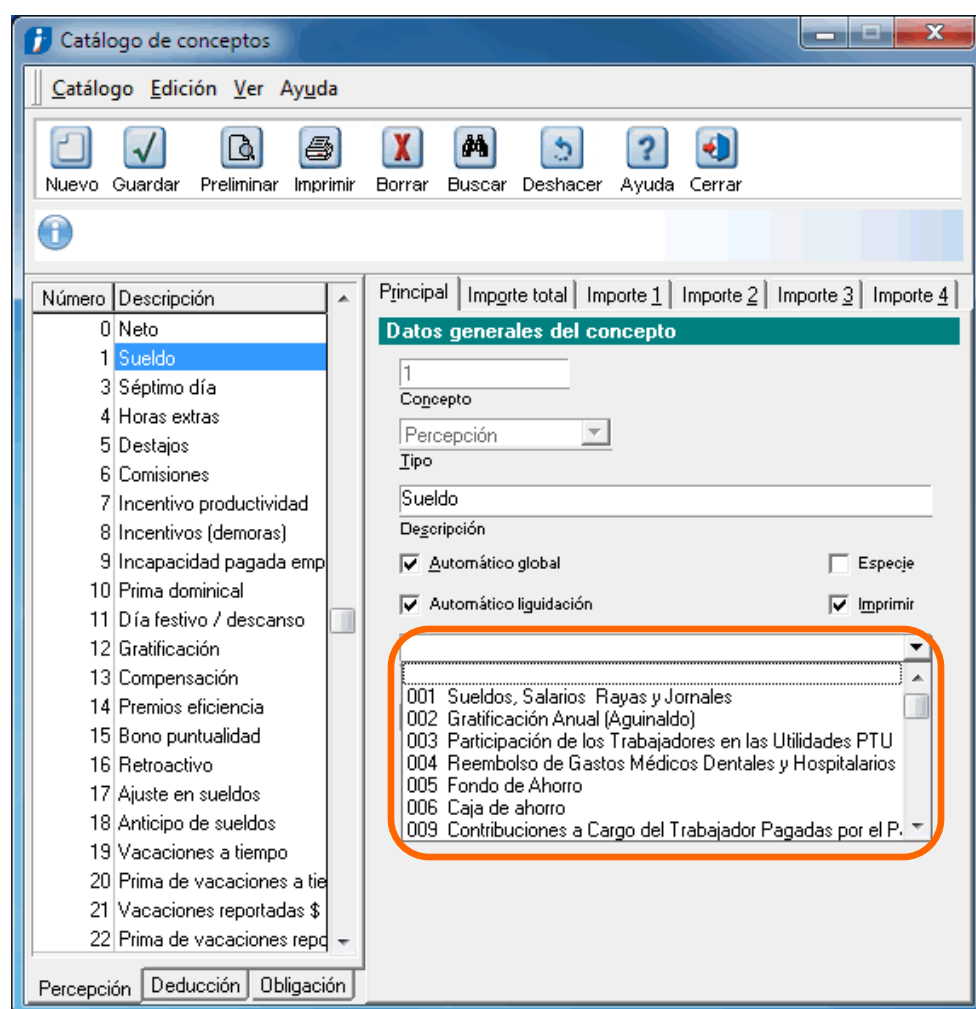 Catálogo de conceptos
Catálogo Edición Ver Ayuda
Nuevo Guardar Preliminar Imprimir Borrar Buscar Deshacer Ayuda Cerrar
Número Descripción
0 Neto
1 Sueldo
3 Séptimo día
4 Horas extras
5 Destajos
6 Comisiones
7 Incentivo productividad
8 Incentivos (demoras)
9 Incapacidad pagada emp
10 Prima dominical
11 Día festivo / descanso
12 Gratificación
13 Compensación
14 Premios eficiencia
15 Bono puntualidad
16 Retroactivo
17 Ajuste en sueldos
18 Anticipo de sueldos
19 Vacaciones a tiempo
20 Prima de vacaciones a tie
21 Vacaciones reportadas $
22 Prima de vacaciones repo
Percepción Deducción Obligación
Principal Importe total Importe 1 Importe 2 Importe 3 Importe 4
Datos generales del concepto
1
Concepto
Percepción
Tipo
Sueldo
Descripción
Automático global Especie
Automático liquidación Imprimir
001 Sueldos, Salarios Rayas y Jornales
002 Gratificación Anual (Aguinaldo)
003 Participación de los Trabajadores en las Utilidades PTU
004 Reembolso de Gastos Médicos Dentales y Hospitalarios
005 Fondo de Ahorro
006 Caja de ahorro
009 Contribuciones a Cargo del Trabajador Pagadas por el P